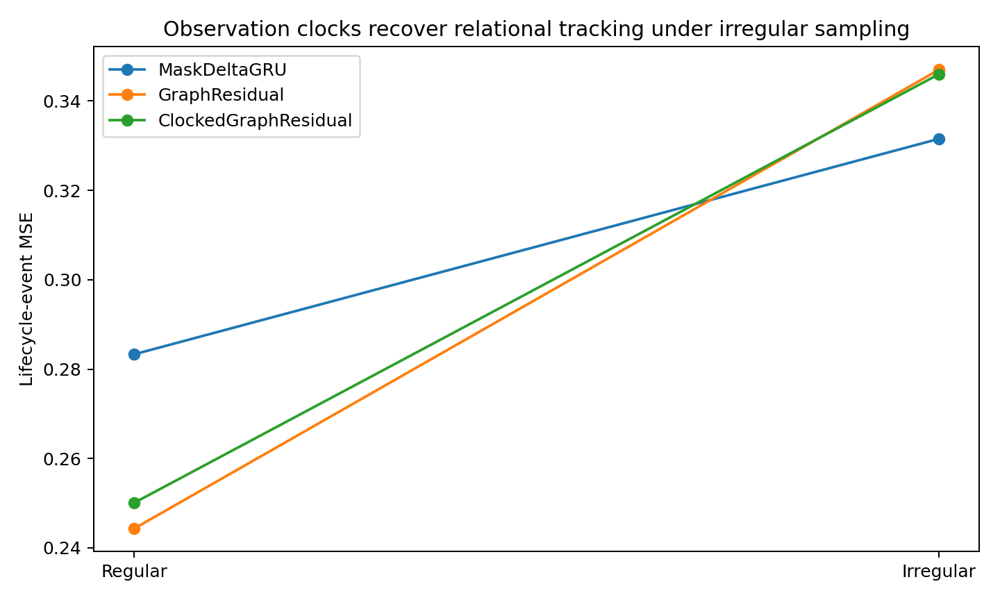 Observation clocks recover relational tracking under irregular sampling
MaskDeltaGRU
GraphResidual
ClockedGraphResidual
Lifecycle-event MSE
0.34
0.32
0.30
0.28
0.26
0.24
Regular
Irregular